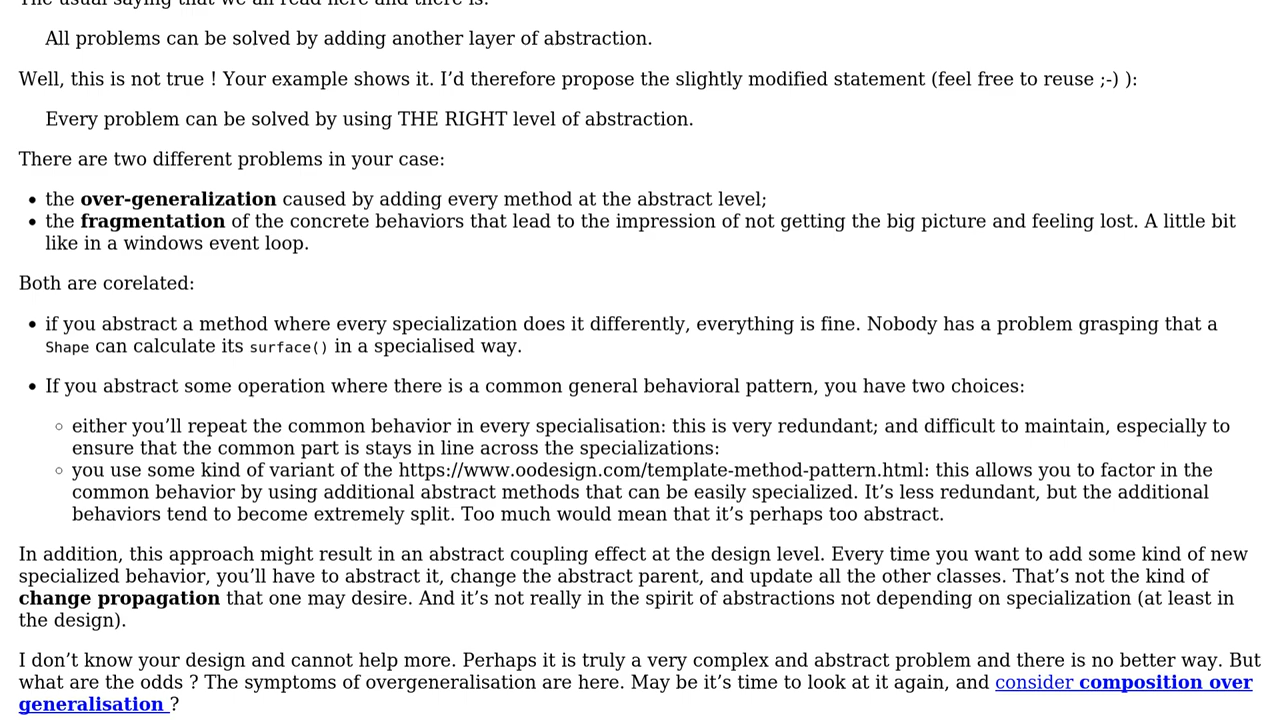 The usual saying that we all read here and there is:
All problems can be solved by adding another layer of abstraction.
Well, this is not true ! Your example shows it. I’d therefore propose the slightly modified statement (feel free to reuse ;-) ):
Every problem can be solved by using THE RIGHT level of abstraction.
There are two different problems in your case:
• the over-generalization caused by adding every method at the abstract level;
• the fragmentation of the concrete behaviors that lead to the impression of not getting the big picture and feeling lost. A little bit
like in a windows event loop.
Both are corelated:
• if you abstract a method where every specialization does it differently, everything is fine. Nobody has a problem grasping that a
Shape can calculate its surface() in a specialised way.
• If you abstract some operation where there is a common general behavioral pattern, you have two choices:
◦ either you’ll repeat the common behavior in every specialisation: this is very redundant; and difficult to maintain, especially to
ensure that the common part is stays in line across the specializations:
◦ you use some kind of variant of the https://www.oodesign.com/template-method-pattern.html: this allows you to factor in the
common behavior by using additional abstract methods that can be easily specialized. It’s less redundant, but the additional
behaviors tend to become extremely split. Too much would mean that it’s perhaps too abstract.
In addition, this approach might result in an abstract coupling effect at the design level. Every time you want to add some kind of new
specialized behavior, you’ll have to abstract it, change the abstract parent, and update all the other classes. That’s not the kind of
change propagation that one may desire. And it’s not really in the spirit of abstractions not depending on specialization (at least in
the design).
I don’t know your design and cannot help more. Perhaps it is truly a very complex and abstract problem and there is no better way. But
what are the odds ? The symptoms of overgeneralisation are here. May be it’s time to look at it again, and consider composition over
generalisation ?